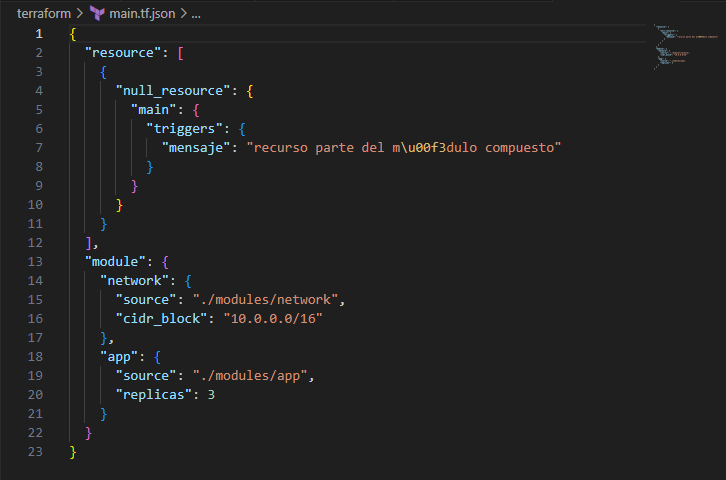 terraform > main.tf.json > ...
1 {
2   "resource": [
3     {
4       "null_resource": {
5         "main": {
6           "triggers": {
7             "mensaje": "recurso parte del m\u00f3dulo compuesto"
8           }
9         }
10       }
11     }
12   ],
13   "module": {
14     "network": {
15       "source": "./modules/network",
16       "cidr_block": "10.0.0.0/16"
17     },
18     "app": {
19       "source": "./modules/app",
20       "replicas": 3
21     }
22   }
23 }